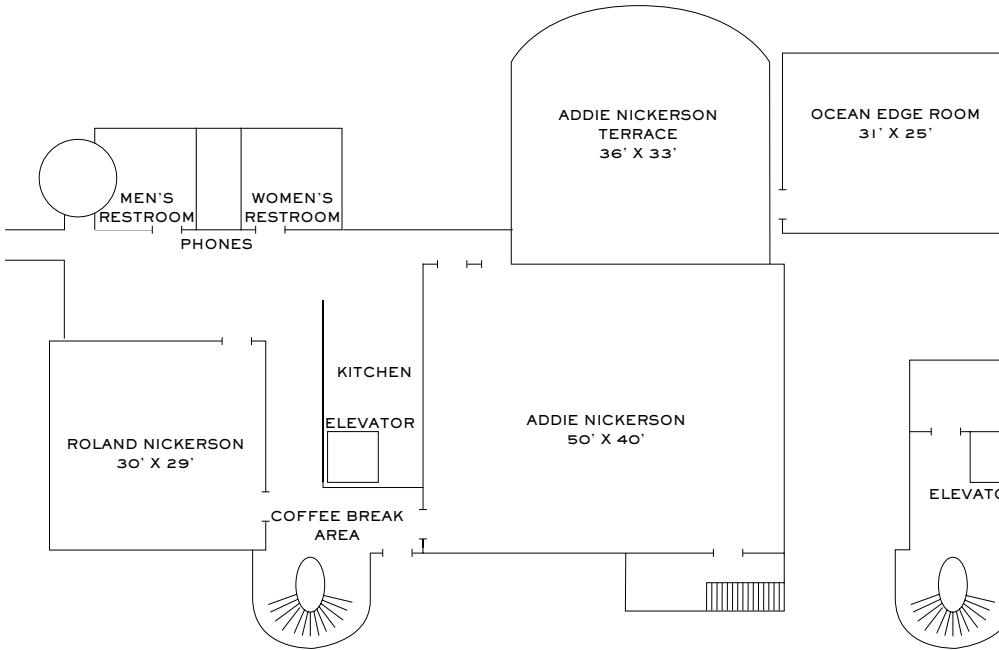 ADDIE NICKERSON
TERRACE
36' X 33'
OCEAN EDGE ROOM
31' X 25'
MEN'S
RESTROOM
WOMEN'S
RESTROOM
PHONES
KITCHEN
ELEVATOR
ADDIE NICKERSON
50' X 40'
ROLAND NICKERSON
30' X 29'
COFFEE BREAK
AREA
ELEVATO